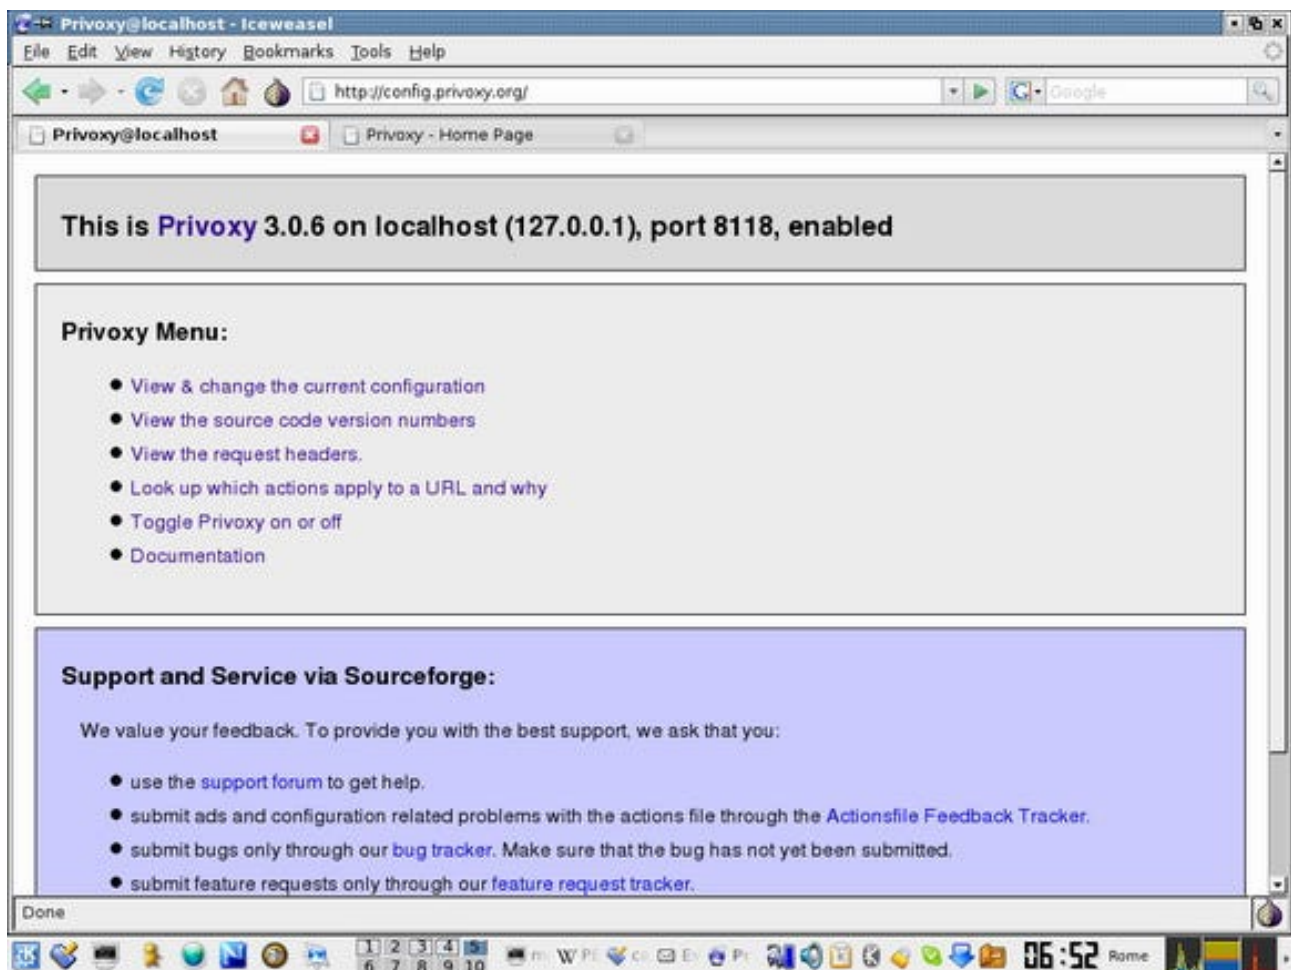 Privoxy@localhost - Iceweasel
File Edit View History Bookmarks Tools Help
http://config.privoxy.org/
G Google
Privoxy@localhost
Privoxy - Home Page
This is Privoxy 3.0.6 on localhost (127.0.0.1), port 8118, enabled
Privoxy Menu:
View & change the current configuration
View the source code version numbers
View the request headers.
Look up which actions apply to a URL and why
Toggle Privoxy on or off
Documentation
Support and Service via Sourceforge:
We value your feedback. To provide you with the best support, we ask that you:
use the support forum to get help.
submit ads and configuration related problems with the actions file through the Actionsfile Feedback Tracker.
submit bugs only through our bug tracker. Make sure that the bug has not yet been submitted.
submit feature requests only through our feature request tracker.
Done
1 2 3 4 5
6 7 8 9 10
06:52 Rome